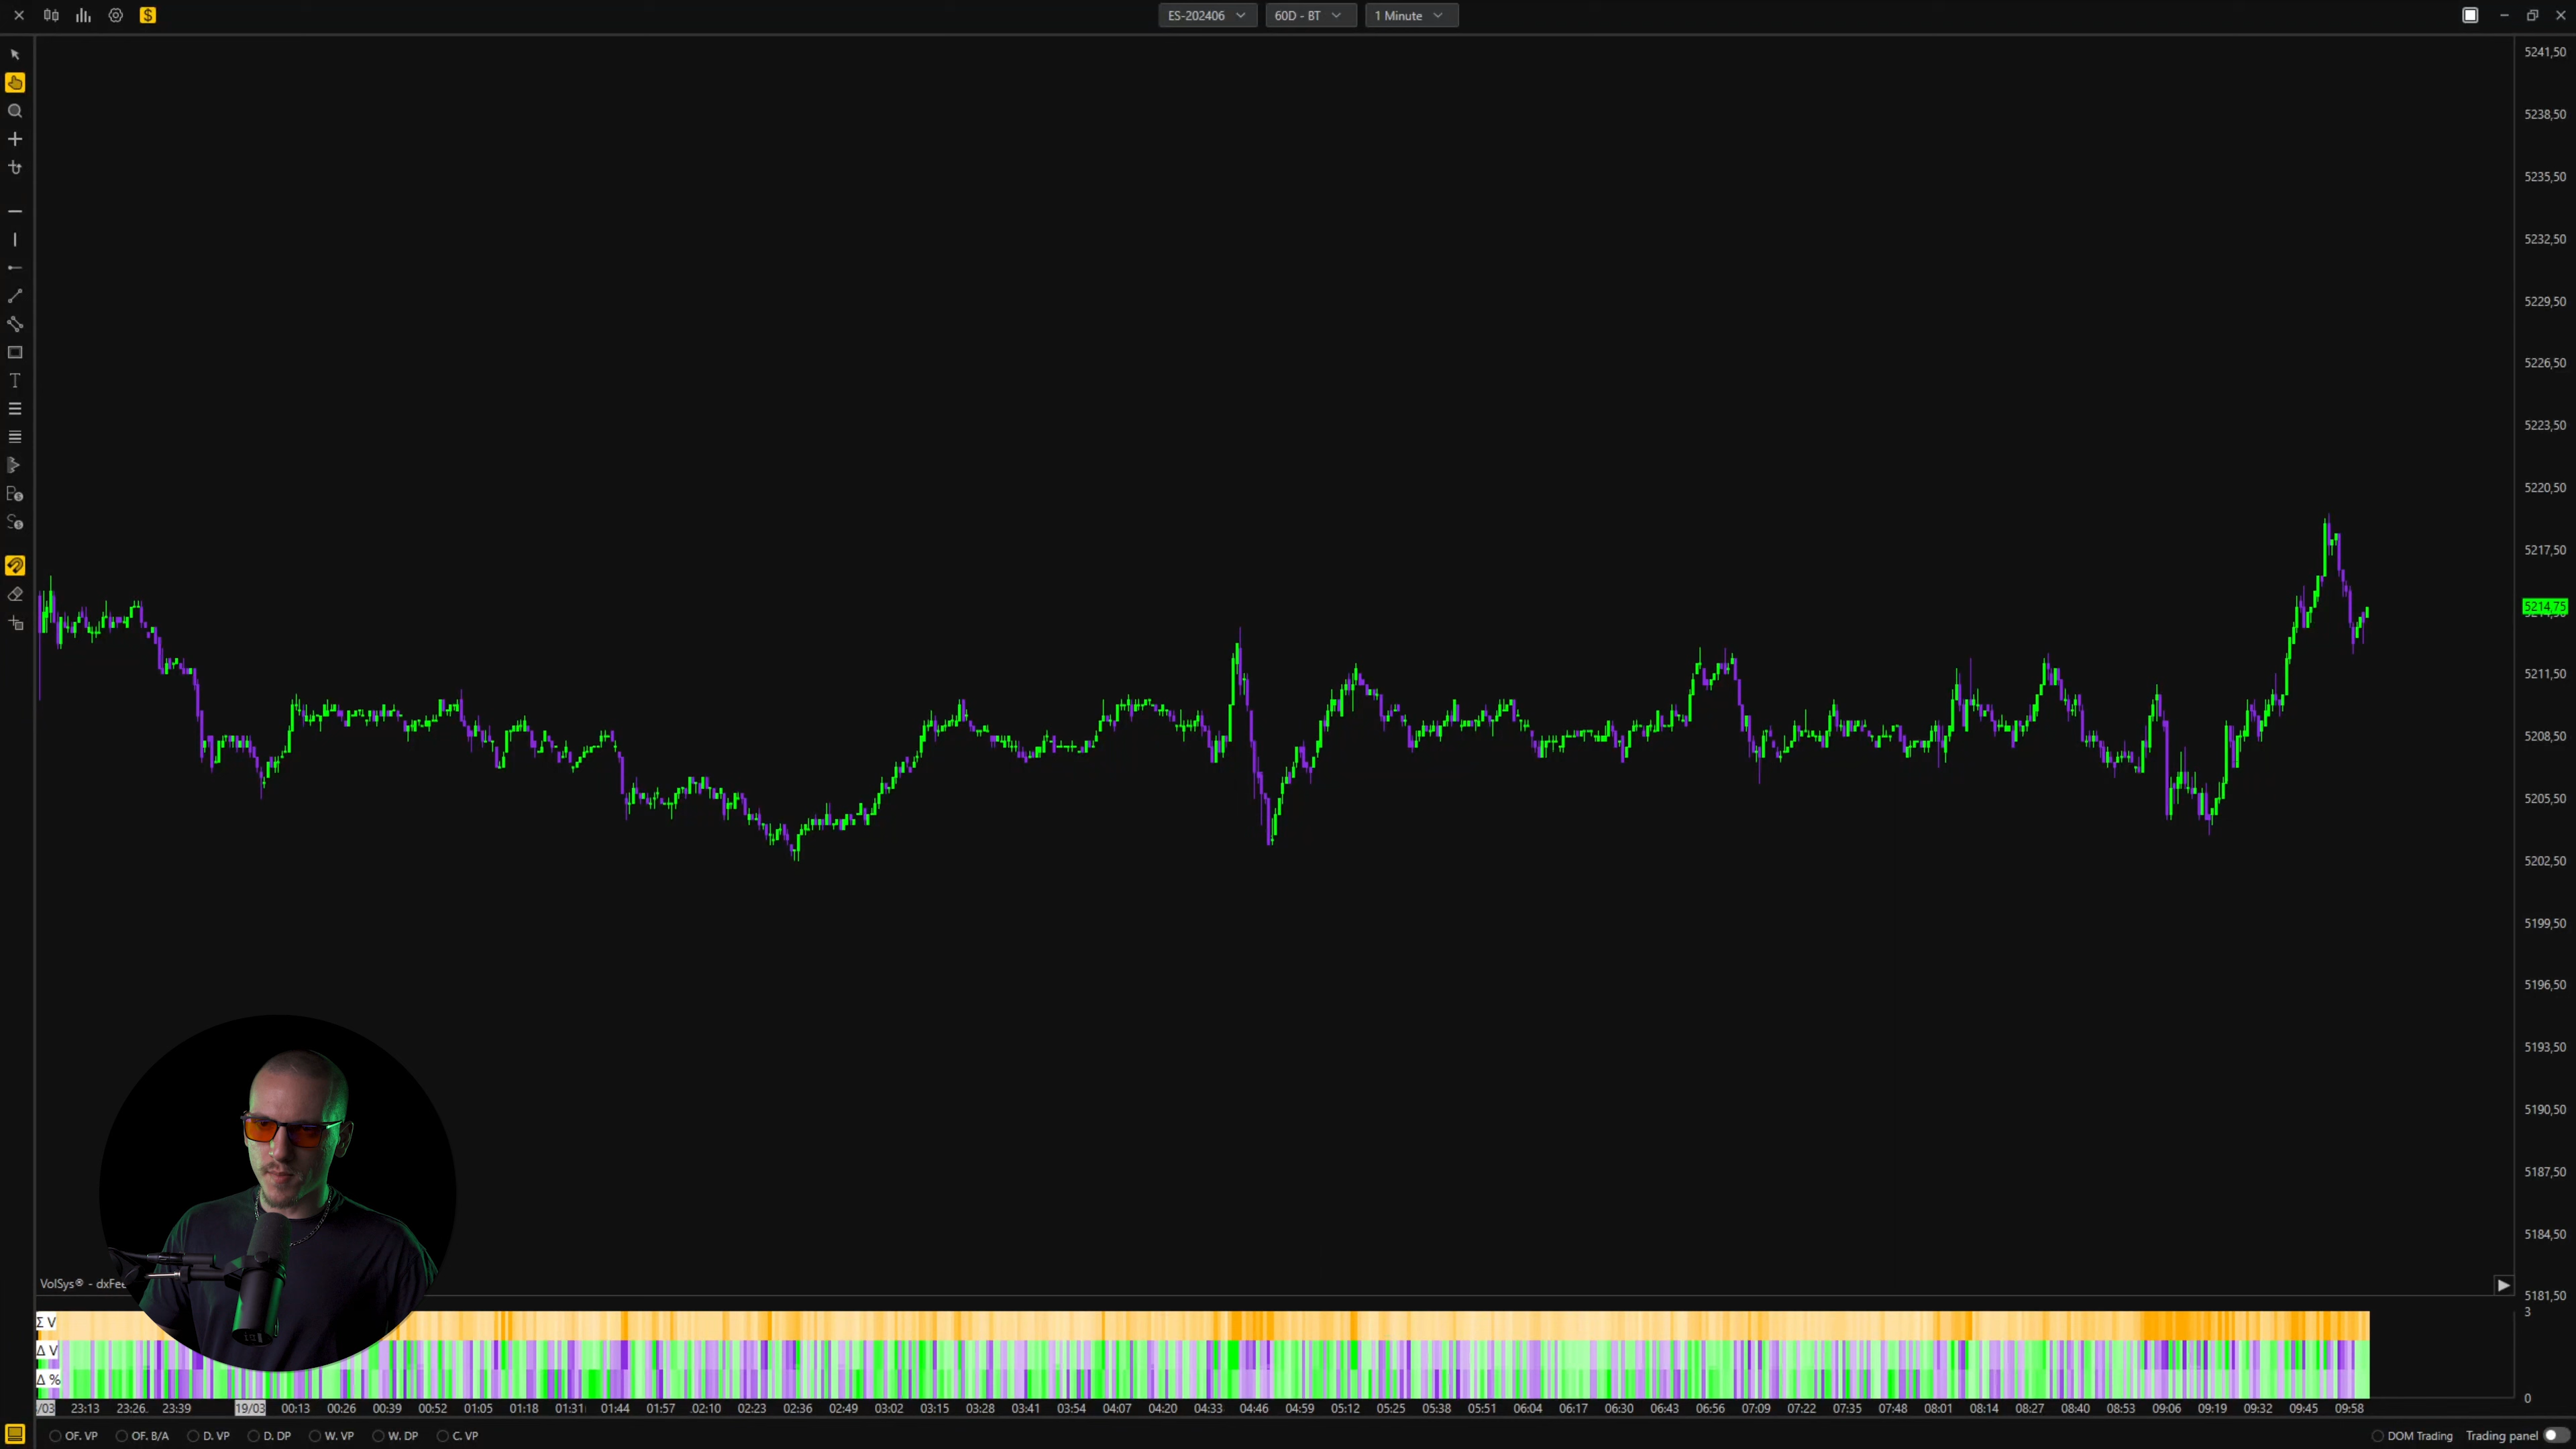 $ ES-202406 60D - BT 1 Minute
5241,50
5238,50
5235,50
5232,50
5229,50
5226,50
5223,50
5220,50
5217,50
5214,75
5211,50
5208,50
5205,50
5202,50
5199,50
5196,50
5193,50
5190,50
5187,50
5184,50
5181,50
T
VolSys® - dxFee
3
Σ V
Δ V
Δ %
0
/03 23:13 23:26 23:39 19/03 00:13 00:26 00:39 00:52 01:05 01:18 01:31 01:44 01:57 02:10 02:23 02:36 02:49 03:02 03:15 03:28 03:41 03:54 04:07 04:20 04:33 04:46 04:59 05:12 05:25 05:38 05:51 06:04 06:17 06:30 06:43 06:56 07:09 07:22 07:35 07:48 08:01 08:14 08:27 08:40 08:53 09:06 09:19 09:32 09:45 09:58
OF. VP OF. B/A D. VP D. DP W. VP W. DP C. VP DOM Trading Trading panel